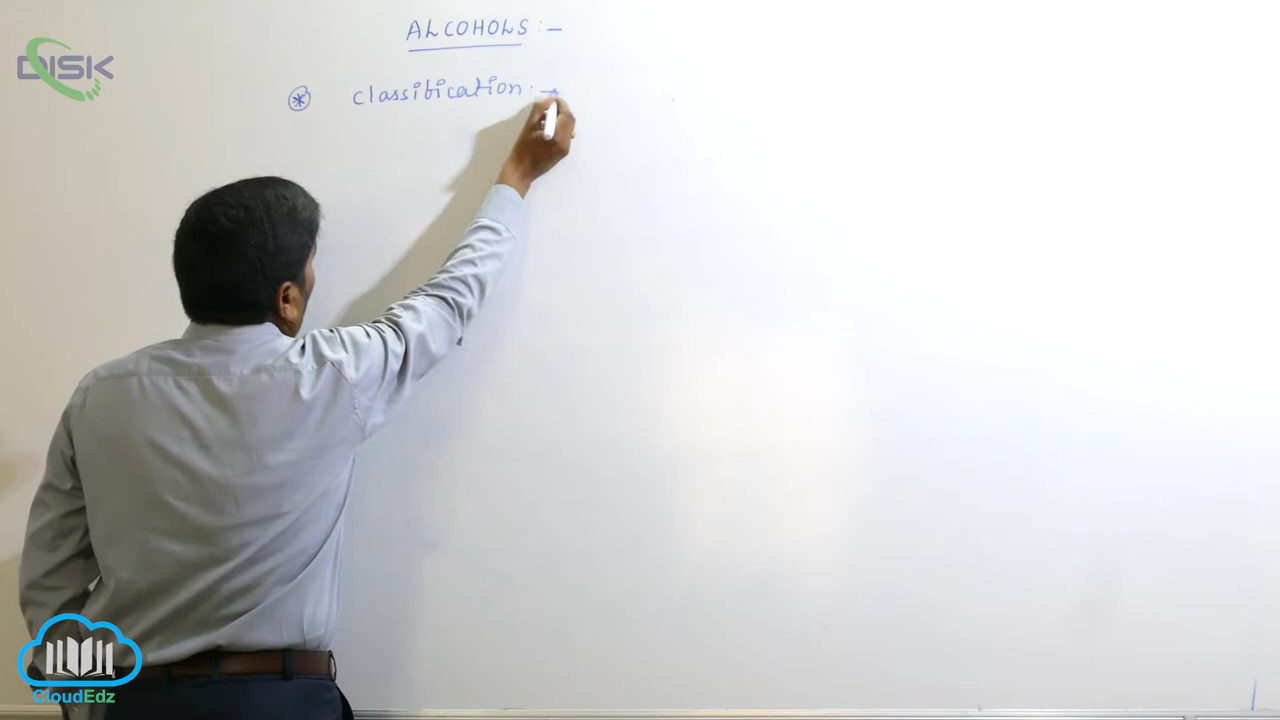 ALCOHOLS :-
DISK
* classification :-
CloudEdz